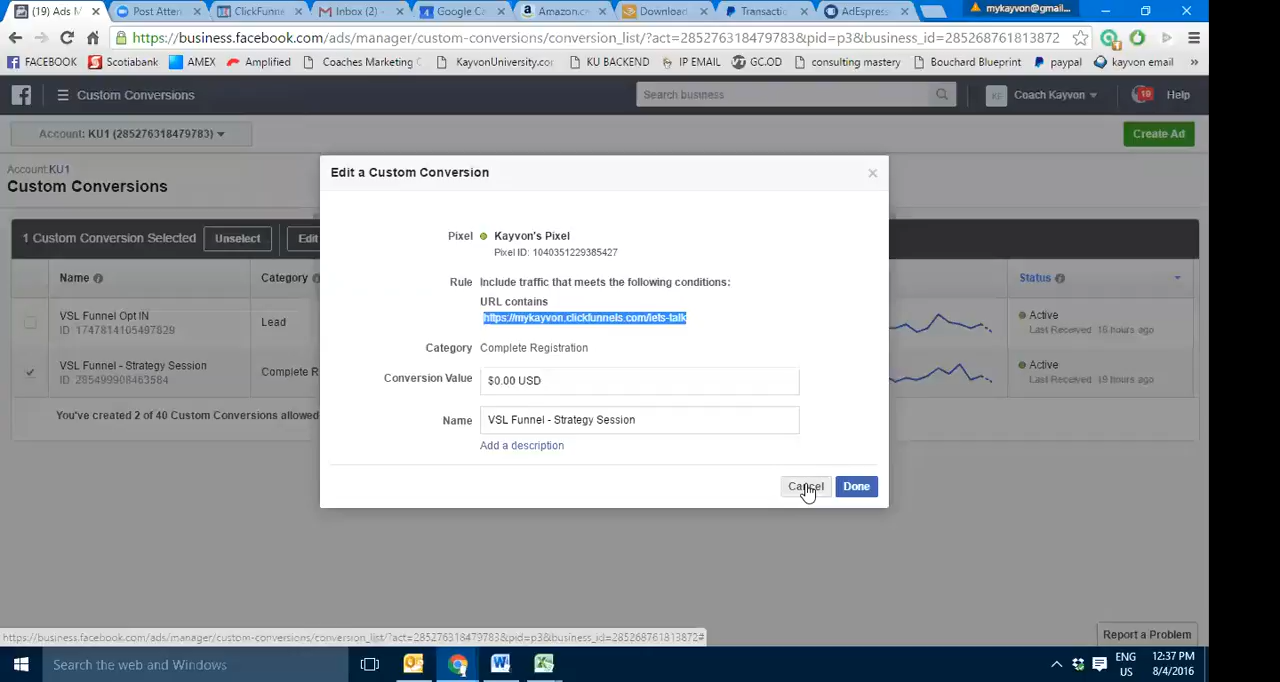 (19) Ads M
Post Atten
ClickFunne
Inbox (2) -
Google Ca
Amazon.c
Download
Transactio
AdEspres
mykayvon@gmail...
https://business.facebook.com/ads/manager/custom-conversions/conversion_list/?act=285276318479783&pid=p3&business_id=285268761813872
FACEBOOK
Scotiabank
AMEX
Amplified
Coaches Marketing
KayvonUniversity.co
KU BACKEND
IP EMAIL
GC.OD
consulting mastery
Bouchard Blueprint
paypal
kayvon email
»
Custom Conversions
Search business
KF
Coach Kayvon
10
Help
Account: KU1 (285276318479783)
Create Ad
Account:KU1
Custom Conversions
1 Custom Conversion Selected
Unselect
Edit
Name
Category
Status
VSL Funnel Opt IN
ID 1747814105497829
Lead
Active
Last Received 16 hours ago
VSL Funnel - Strategy Session
ID 285499908463584
Complete R
Active
Last Received 19 hours ago
You've created 2 of 40 Custom Conversions allowed
Edit a Custom Conversion
×
Pixel
Kayvon's Pixel
Pixel ID: 1040351229385427
Rule
Include traffic that meets the following conditions:
URL contains
https://mykayvon.clickfunnels.com/lets-talk
Category
Complete Registration
Conversion Value
$0.00 USD
Name
VSL Funnel - Strategy Session
Add a description
Cancel
Done
https://business.facebook.com/ads/manager/custom-conversions/conversion_list/?act=285276318479783&pid=p3&business_id=285268761813872#
Report a Problem
Search the web and Windows
ENG
US
12:37 PM
8/4/2016